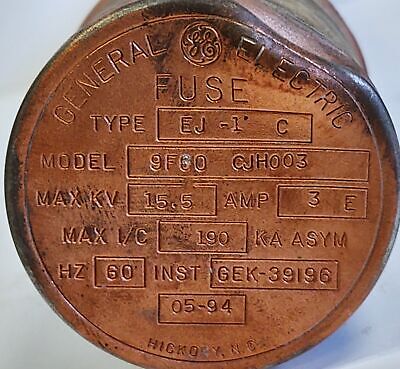 GENERAL GE ELECTRIC
FUSE
TYPE EJ-1 C
MODEL 9F60 CJH003
MAX KV 15.5 AMP 3 E
MAX I/C 190 KA ASYM
HZ 60 INST GEK-39196
05-94
HICKORY, N.C.